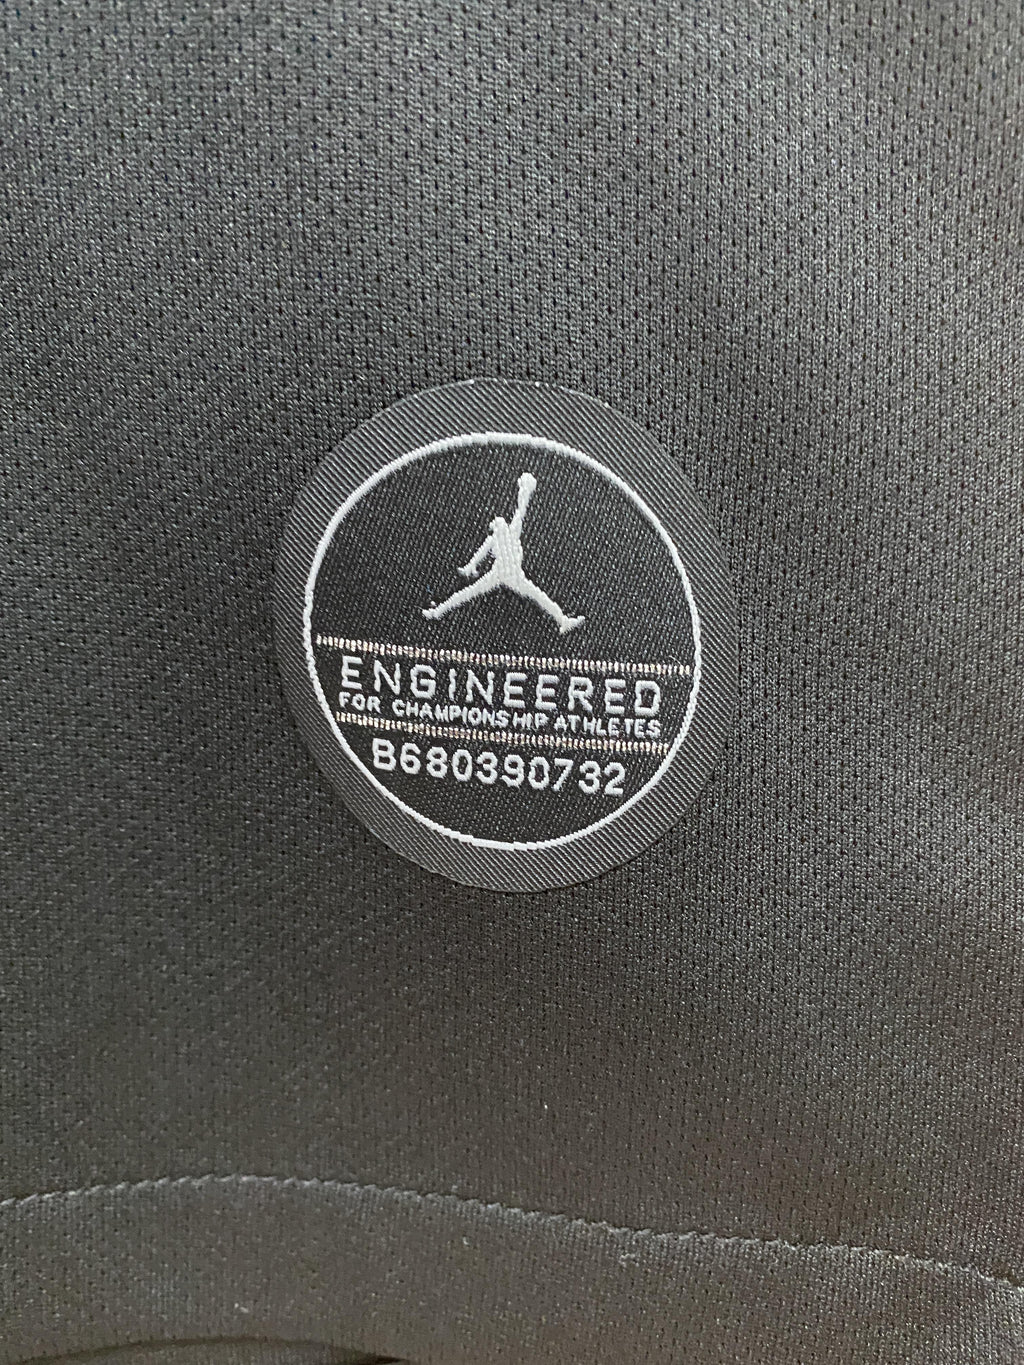 ENGINEERED
FOR CHAMPIONSHIP ATHLETES
B680390732